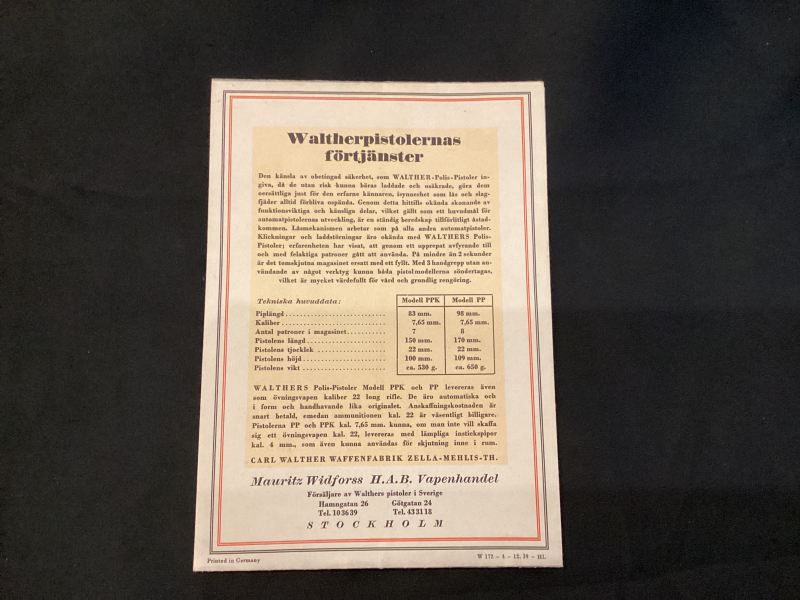 Waltherpistolernas
förtjänster
Den känsla av obetingad säkerhet, som WALTHER-Polis-Pistoler in-
giva, då de utan risk kunna bäras laddade och osäkrade, göra dem
oersättliga just för den erfarne kännaren, isynnerhet som lås och slag-
fjäder alltid förbliva ospända. Genom detta hittills okända skonande av
funktionsviktiga och känsliga delar, vilket gällt som ett huvudmål för
automatpistolernas utveckling, är en ständig beredskap tillförlitligt åstad-
kommen. Låsmekanismen arbetar som på alla andra automatpistoler.
Klickningar och laddstöcningar äro okända med WALTHERS Polis-
Pistoler; erfarenheten har visat, att genom ett upprepat avfyrande till
och med felaktiga patroner gått att använda. På mindre än 2 sekunder
är det tomskjutna magasinet ersatt med ett fyllt. Med 3 handgrepp utan an-
vändande av något verktyg kunna båda pistolmodellerna söndertagas,
vilket är mycket värdefullt för vård och grundlig rengöring.
Tekniska huvuddata: Modell PPK Modell PP
Piplängd 83 mm. 98 mm.
Kaliber 7,65 mm. 7,65 mm.
Antal patroner i magasinet 7 8
Pistolens längd 150 mm. 170 mm.
Pistolens tjocklek 22 mm. 22 mm.
Pistolens höjd 100 mm. 109 mm.
Pistolens vikt ca. 530 g. ca. 650 g.
WALTHERS Polis-Pistoler Modell PPK och PP levereras även
som övningsvapen kaliber 22 long rifle. De äro automatiska och
i form och handhavande lika originalet. Anskaffningskostnaden är
snart betald, emedan ammunitionen kal. 22 är väsentligt billigare.
Pistolerna PP och PPK kal. 7,65 mm. kunna, om man inte vill skaffa
sig ett övningsvapen kal. 22, levereras med lämpliga instickspipor
kal. 4 mm., som även kunna användas för skjutning inne i rum.
CARL WALTHER WAFFENFABRIK ZELLA-MEHLIS-TH.
Mauritz Widforss H.A.B. Vapenhandel
Försäljare av Walthers pistoler i Sverige
Hamngatan 26 Götgatan 24
Tel. 103639 Tel. 433118
STOCKHOLM
Printed in Germany
W 172 - 4 - 12. 39 - HL